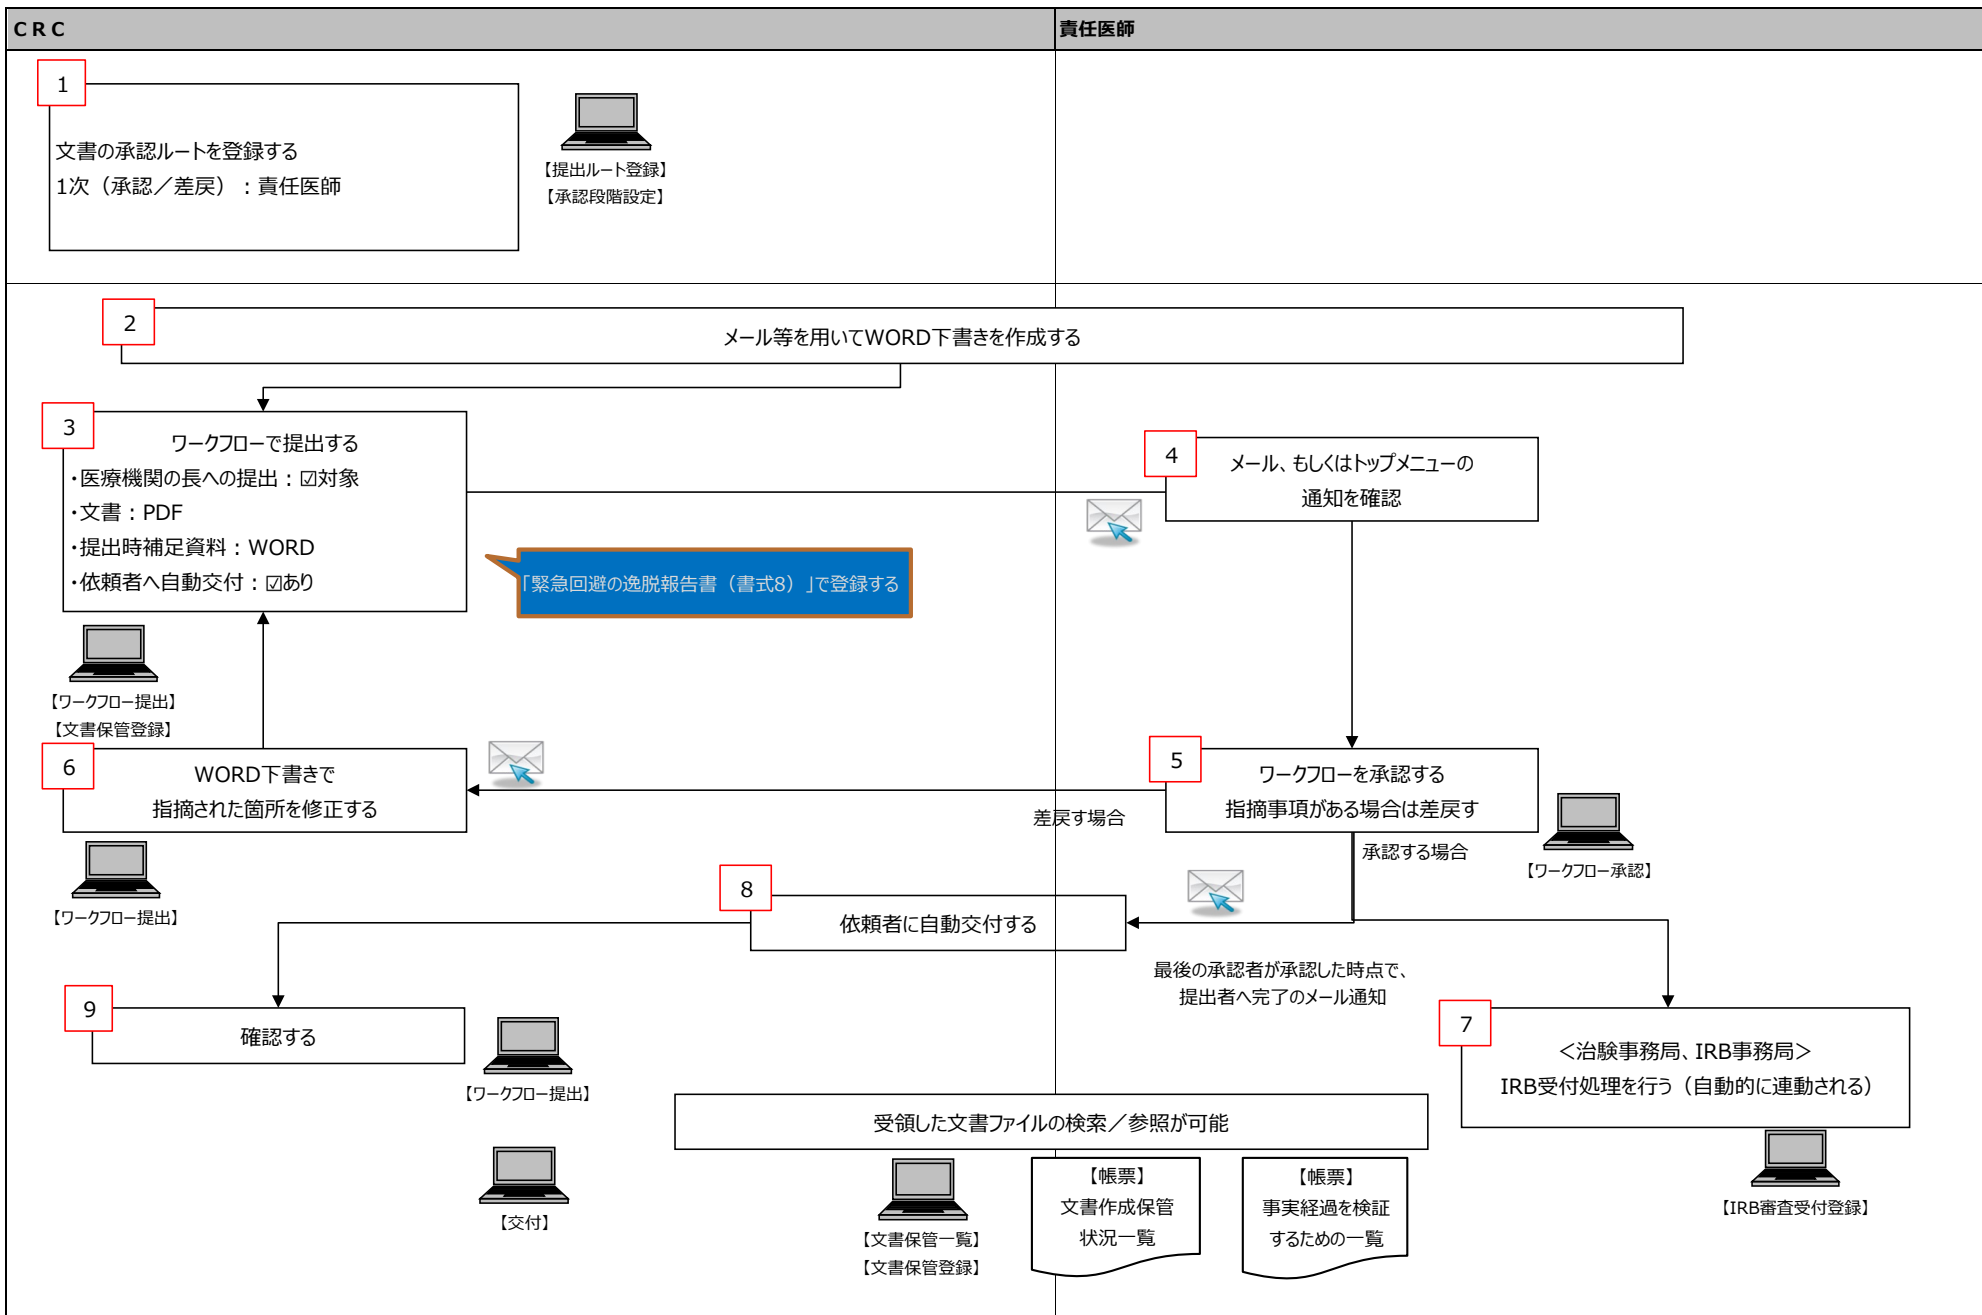 ＣＲＣ
責任医師
1
文書の承認ルートを登録する
1次（承認／差戻）：責任医師
【提出ルート登録】
【承認段階設定】
2
メール等を用いてWORD下書きを作成する
3
ワークフローで提出する
・医療機関の長への提出：☑対象
・文書：PDF
・提出時補足資料：WORD
・依頼者へ自動交付：☑あり
「緊急回避の逸脱報告書（書式8）」で登録する
4
メール、もしくはトップメニューの
通知を確認
【ワークフロー提出】
【文書保管登録】
5
ワークフローを承認する
指摘事項がある場合は差戻す
【ワークフロー承認】
差戻す場合
承認する場合
6
WORD下書きで
指摘された箇所を修正する
【ワークフロー提出】
8
依頼者に自動交付する
最後の承認者が承認した時点で、
提出者へ完了のメール通知
9
確認する
【ワークフロー提出】
【交付】
7
＜治験事務局、IRB事務局＞
IRB受付処理を行う（自動的に連動される）
【IRB審査受付登録】
受領した文書ファイルの検索／参照が可能
【文書保管一覧】
【文書保管登録】
【帳票】
文書作成保管
状況一覧
【帳票】
事実経過を検証
するための一覧